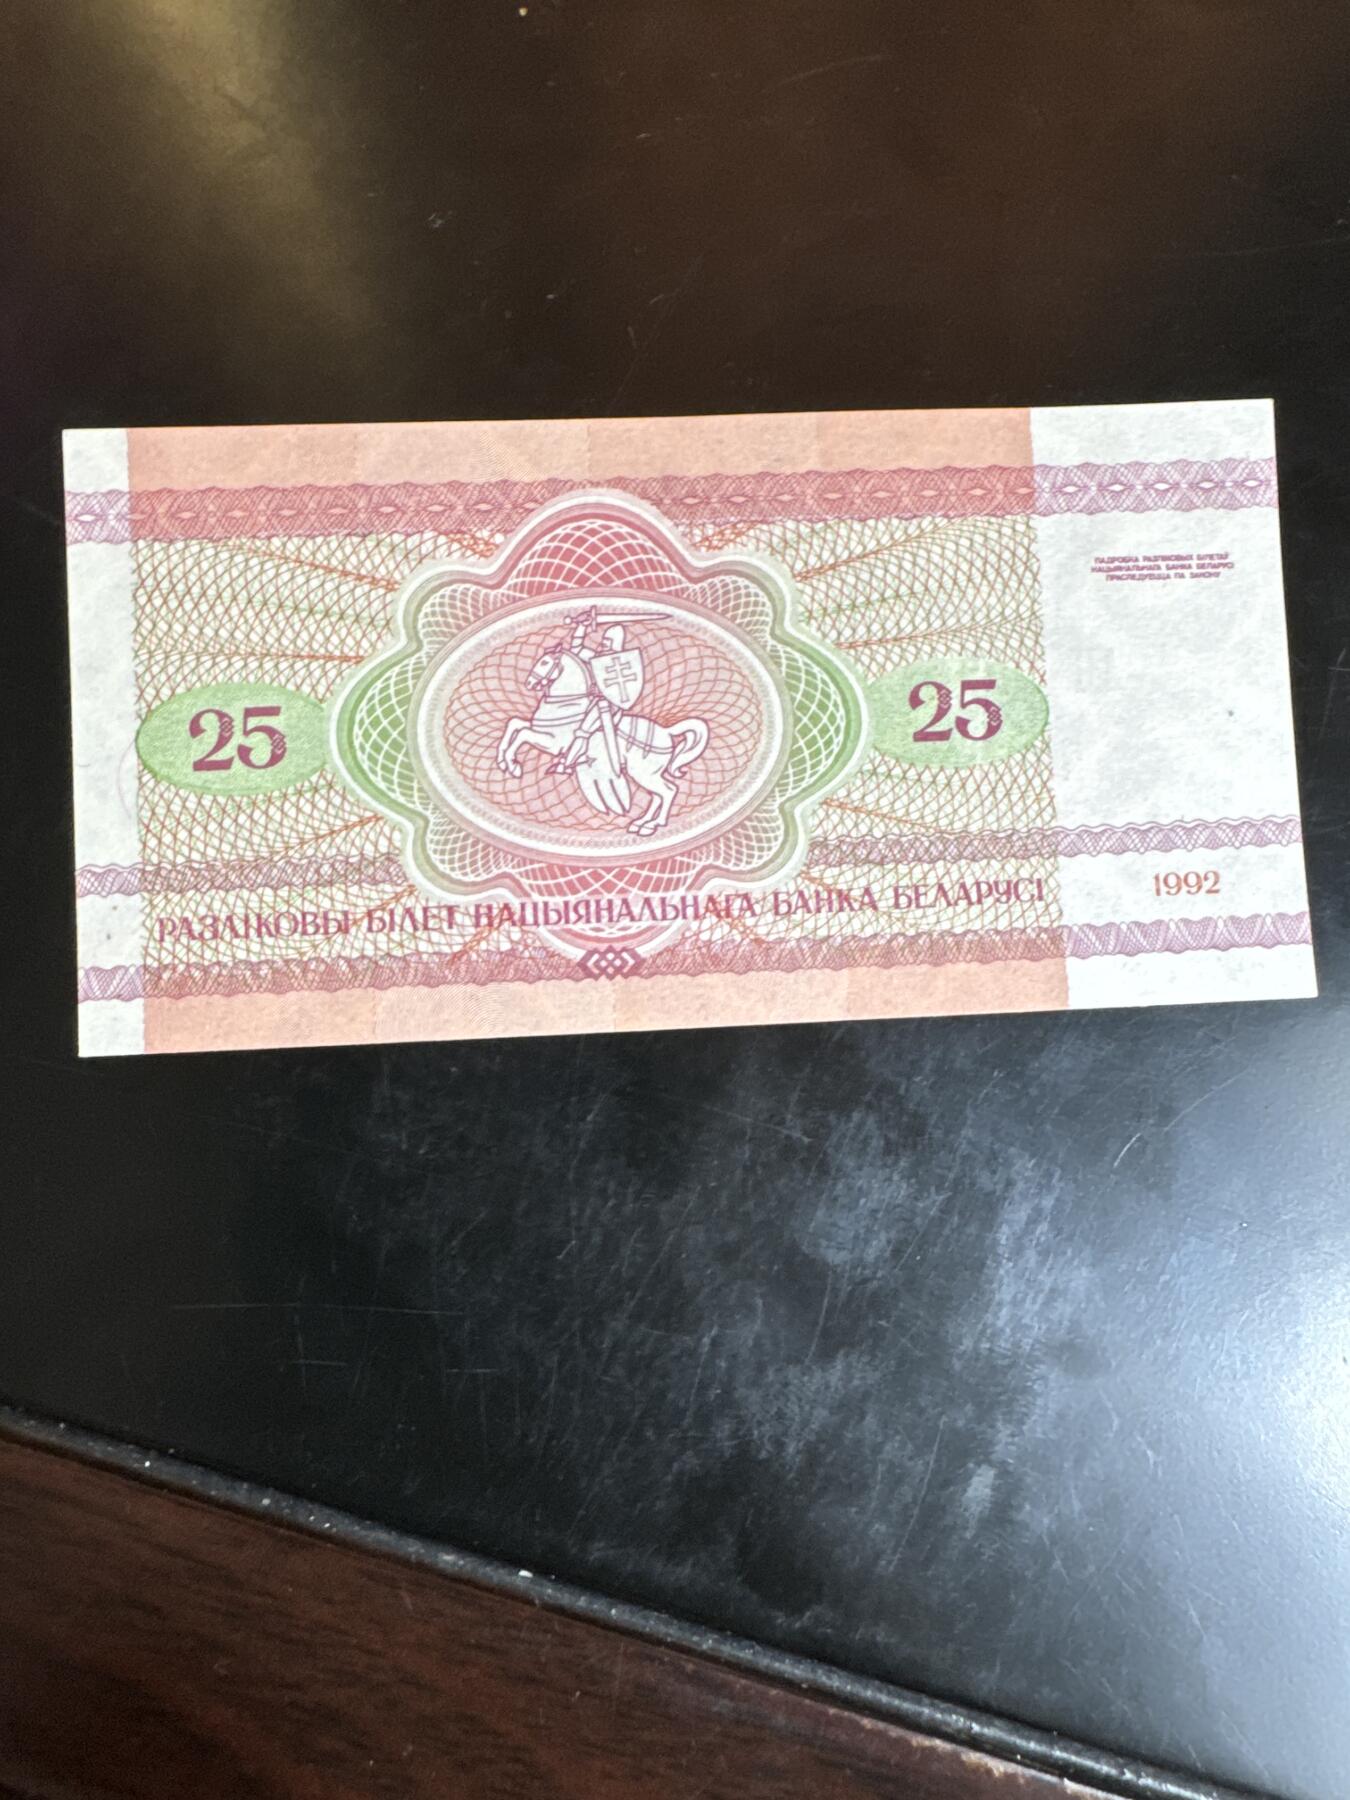 ПАДРОБКА РАЗЛІКОВЫХ БІЛЕТАЎ
НАЦЫЯНАЛЬНАГА БАНКА БЕЛАРУСІ
ПРАСЛЕДУЕЦЦА ПА ЗАКОНУ
25 25
1992
РАЗЛІКОВЫ БІЛЕТ НАЦЫЯНАЛЬНАГА БАНКА БЕЛАРУСІ